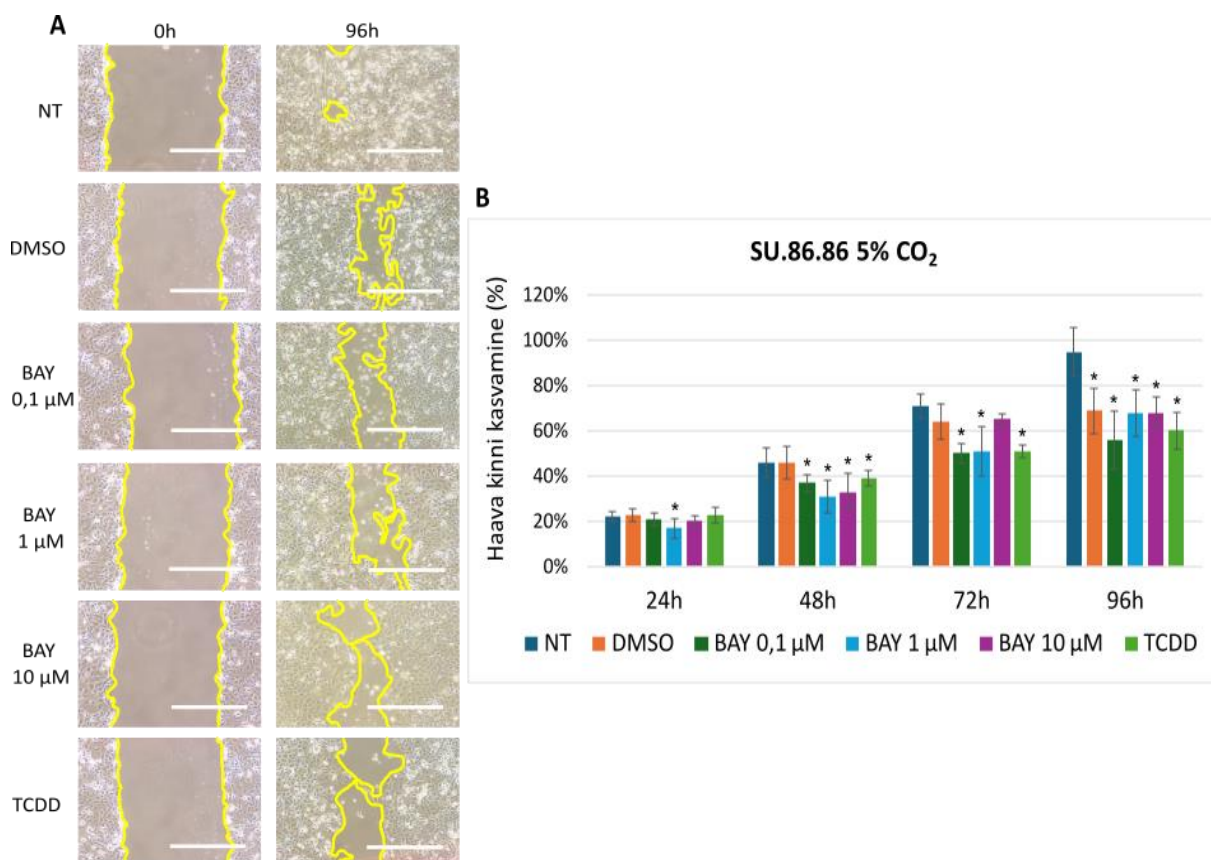 A
0h 96h
NT
DMSO
BAY
0,1 µM
BAY
1 µM
BAY
10 µM
TCDD
B
SU.86.86 5% CO₂
Haava kinni kasvamine (%)
120%
100%
80%
60%
40%
20%
0%
* * * * * * * * * * * * * *
24h 48h 72h 96h
NT DMSO BAY 0,1 µM BAY 1 µM BAY 10 µM TCDD